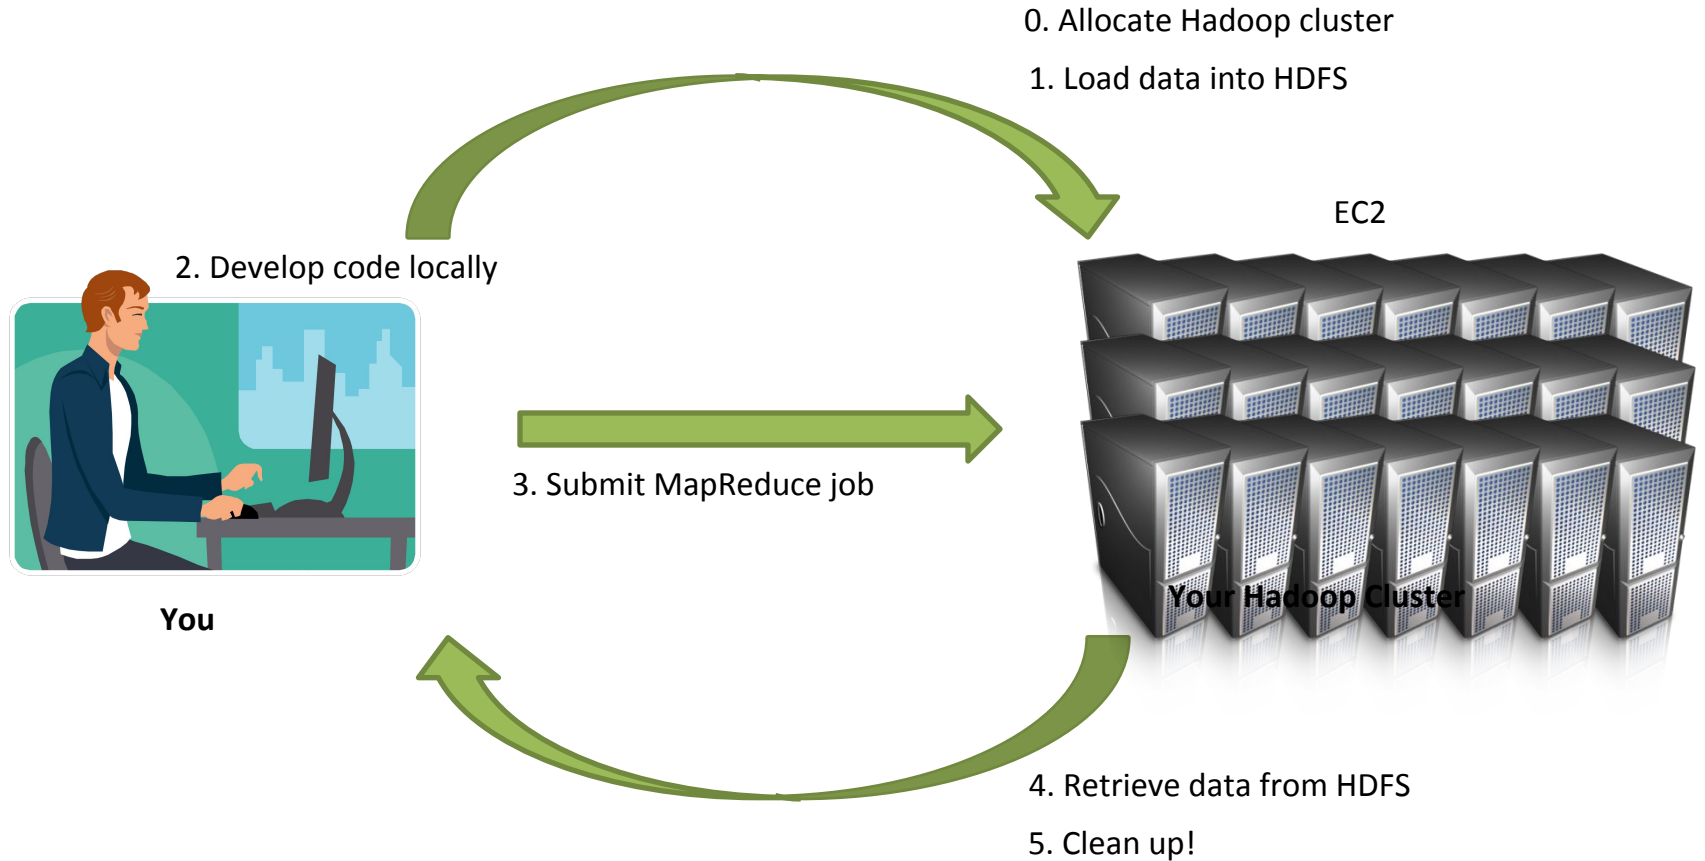 0. Allocate Hadoop cluster
1. Load data into HDFS
EC2
2. Develop code locally
3. Submit MapReduce job
You
Your Hadoop Cluster
4. Retrieve data from HDFS
5. Clean up!